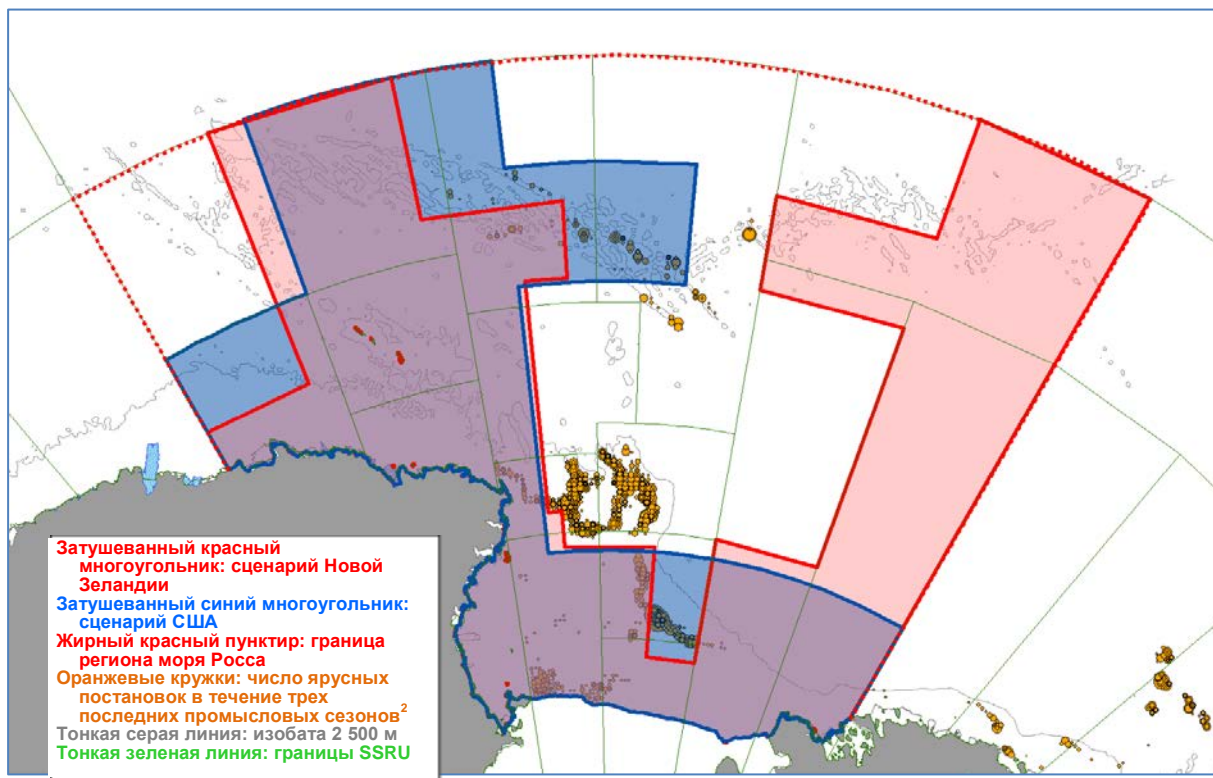 Затушеванный красный
многоугольник: сценарий Новой
Зеландии
Затушеванный синий многоугольник:
сценарий США
Жирный красный пунктир: граница
региона моря Росса
Оранжевые кружки: число ярусных
постановок в течение трех
последних промысловых сезонов²
Тонкая серая линия: изобата 2 500 м
Тонкая зеленая линия: границы SSRU